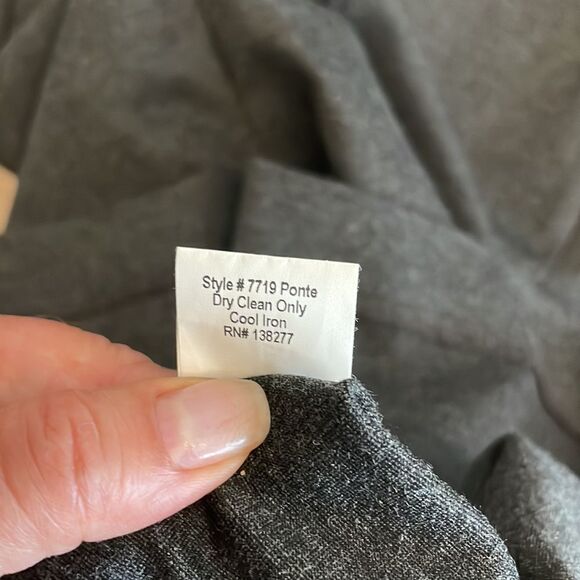 Style # 7719 Ponte
Dry Clean Only
Cool Iron
RN# 138277